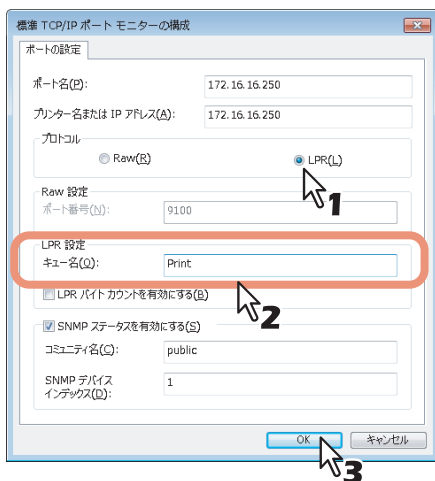 標準 TCP/IP ポート モニターの構成
ポートの設定
ポート名(P): 172.16.16.250
プリンター名または IP アドレス(A): 172.16.16.250
プロトコル
Raw(R) LPR(L)
1
Raw 設定
ポート番号(N): 9100
LPR 設定
キュー名(Q): Print
LPR バイト カウントを有効にする(B)
2
SNMP ステータスを有効にする(S)
コミュニティ名(C): public
SNMP デバイス
インデックス(D): 1
OK キャンセル
3